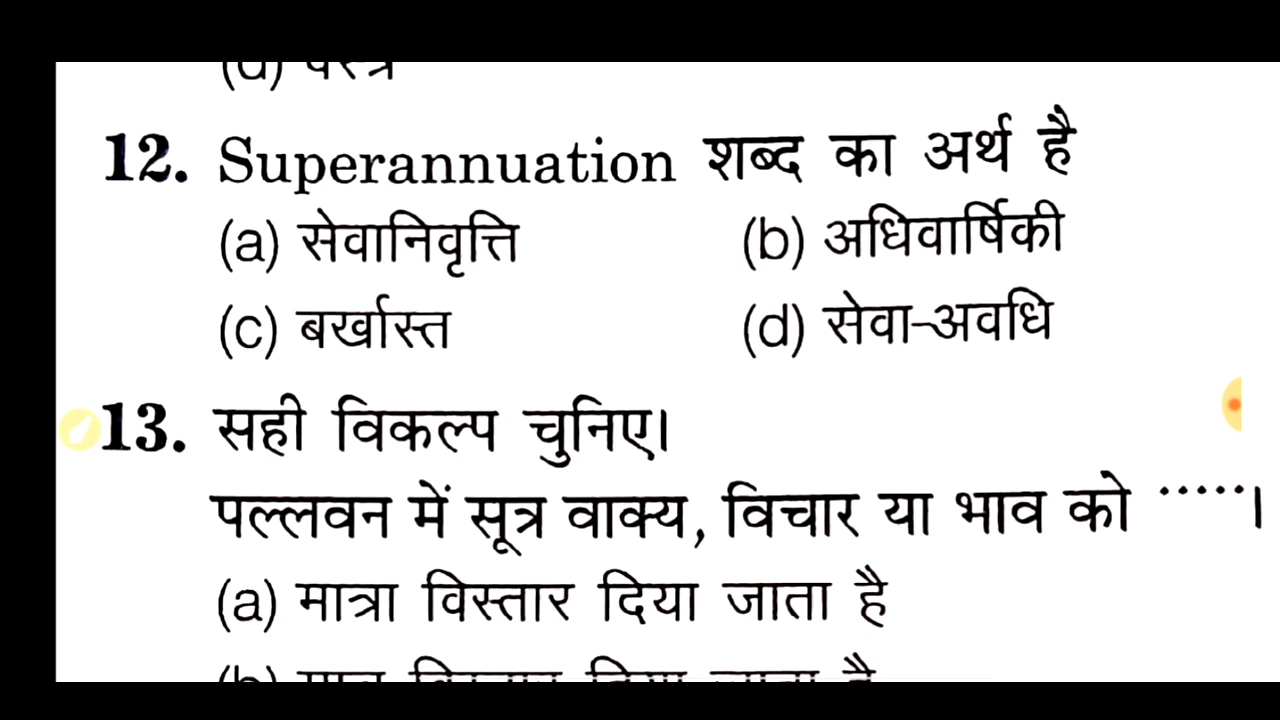 12. Superannuation शब्द का अर्थ है
(a) सेवानिवृत्ति (b) अधिवार्षिकी
(c) बर्खास्त (d) सेवा-अवधि
13. सही विकल्प चुनिए।
पल्लवन में सूत्र वाक्य, विचार या भाव को ·····।
(a) मात्रा विस्तार दिया जाता है